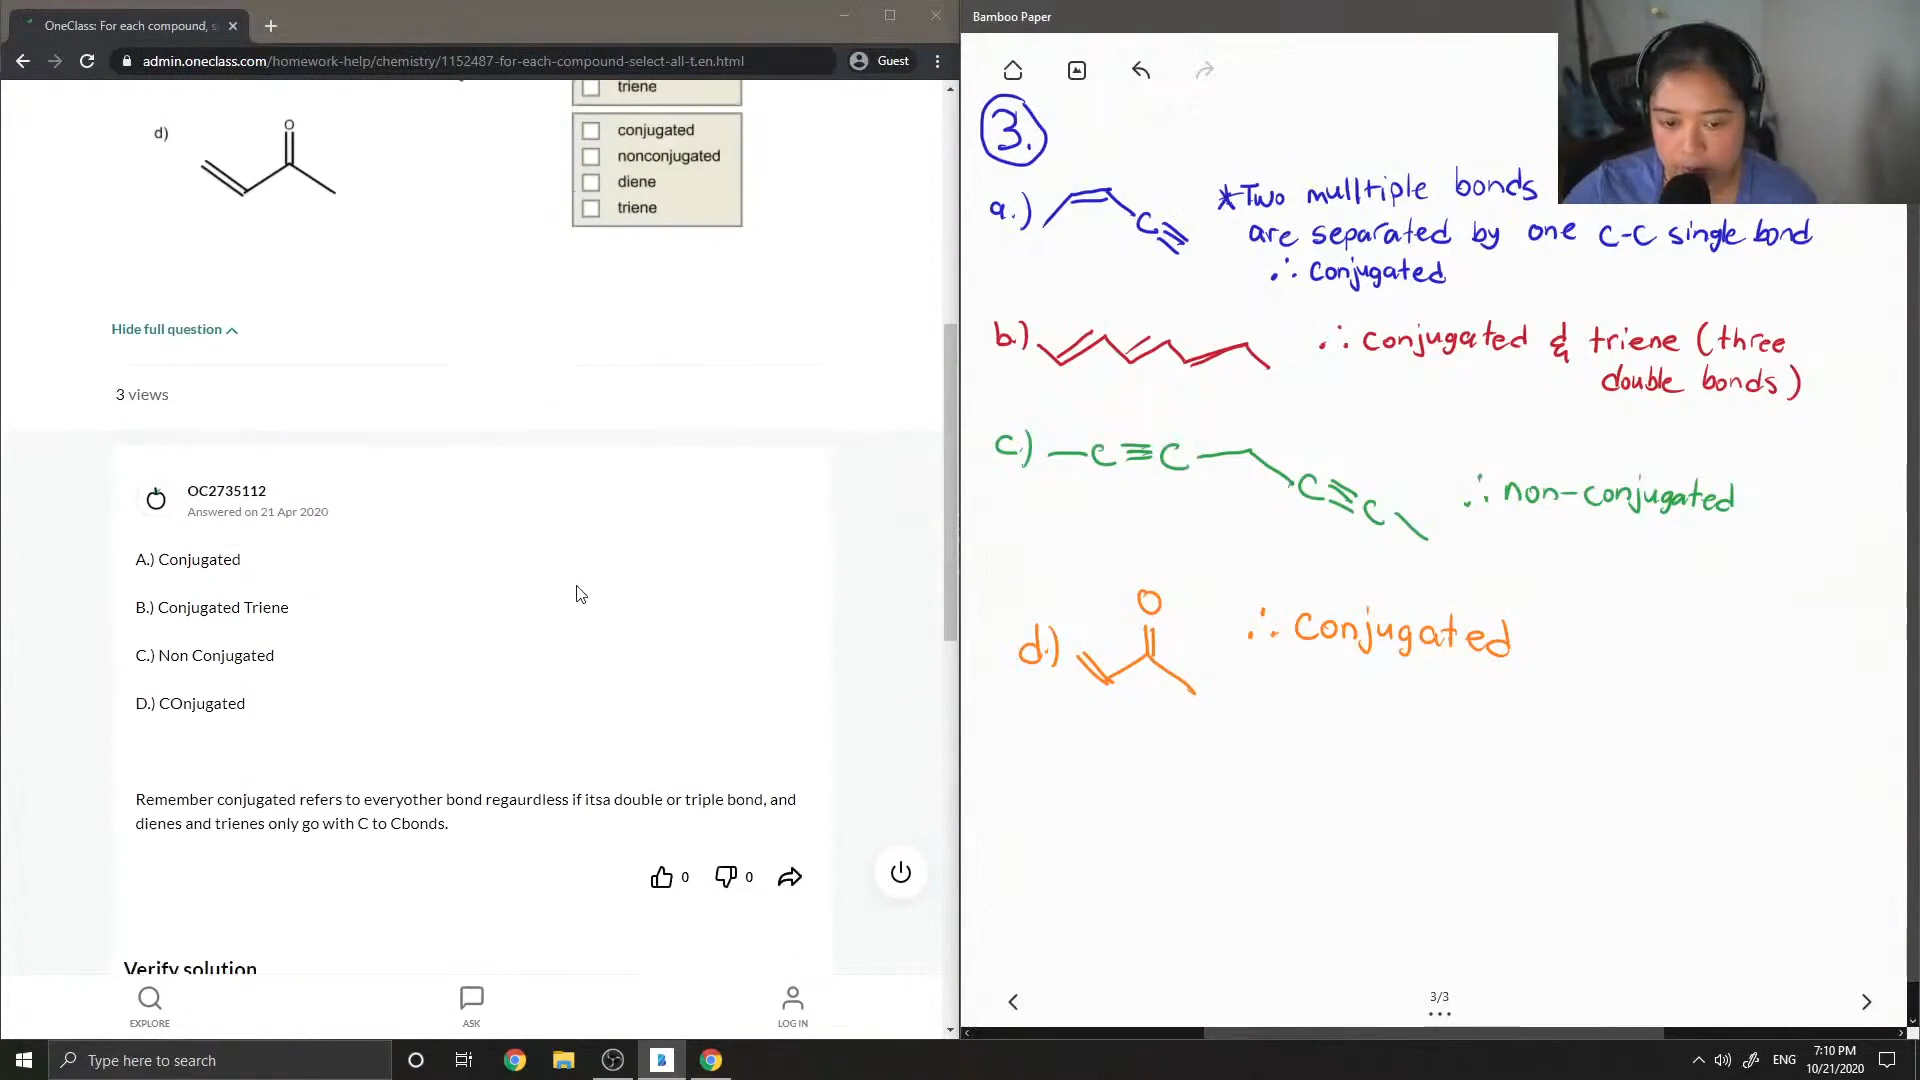 OneClass: For each compound, s
admin.oneclass.com/homework-help/chemistry/1152487-for-each-compound-select-all-t.en.html
Guest
triene
d)
O
conjugated
nonconjugated
diene
triene
Hide full question
3 views
OC2735112
Answered on 21 Apr 2020
A.) Conjugated
B.) Conjugated Triene
C.) Non Conjugated
D.) COnjugated
Remember conjugated refers to everyother bond regaurdless if itsa double or triple bond, and
dienes and trienes only go with C to Cbonds.
0
0
Verify solution
EXPLORE
ASK
LOG IN
Bamboo Paper
3.
a.)
C
*Two mulltiple bonds
are separated by one C-C single bond
∴ Conjugated
b.)
∴ conjugated & triene (three
double bonds)
c.) —C≡C
C≡C
∴ non-conjugated
d.)
O
∴ Conjugated
3/3
Type here to search
ENG
7:10 PM
10/21/2020